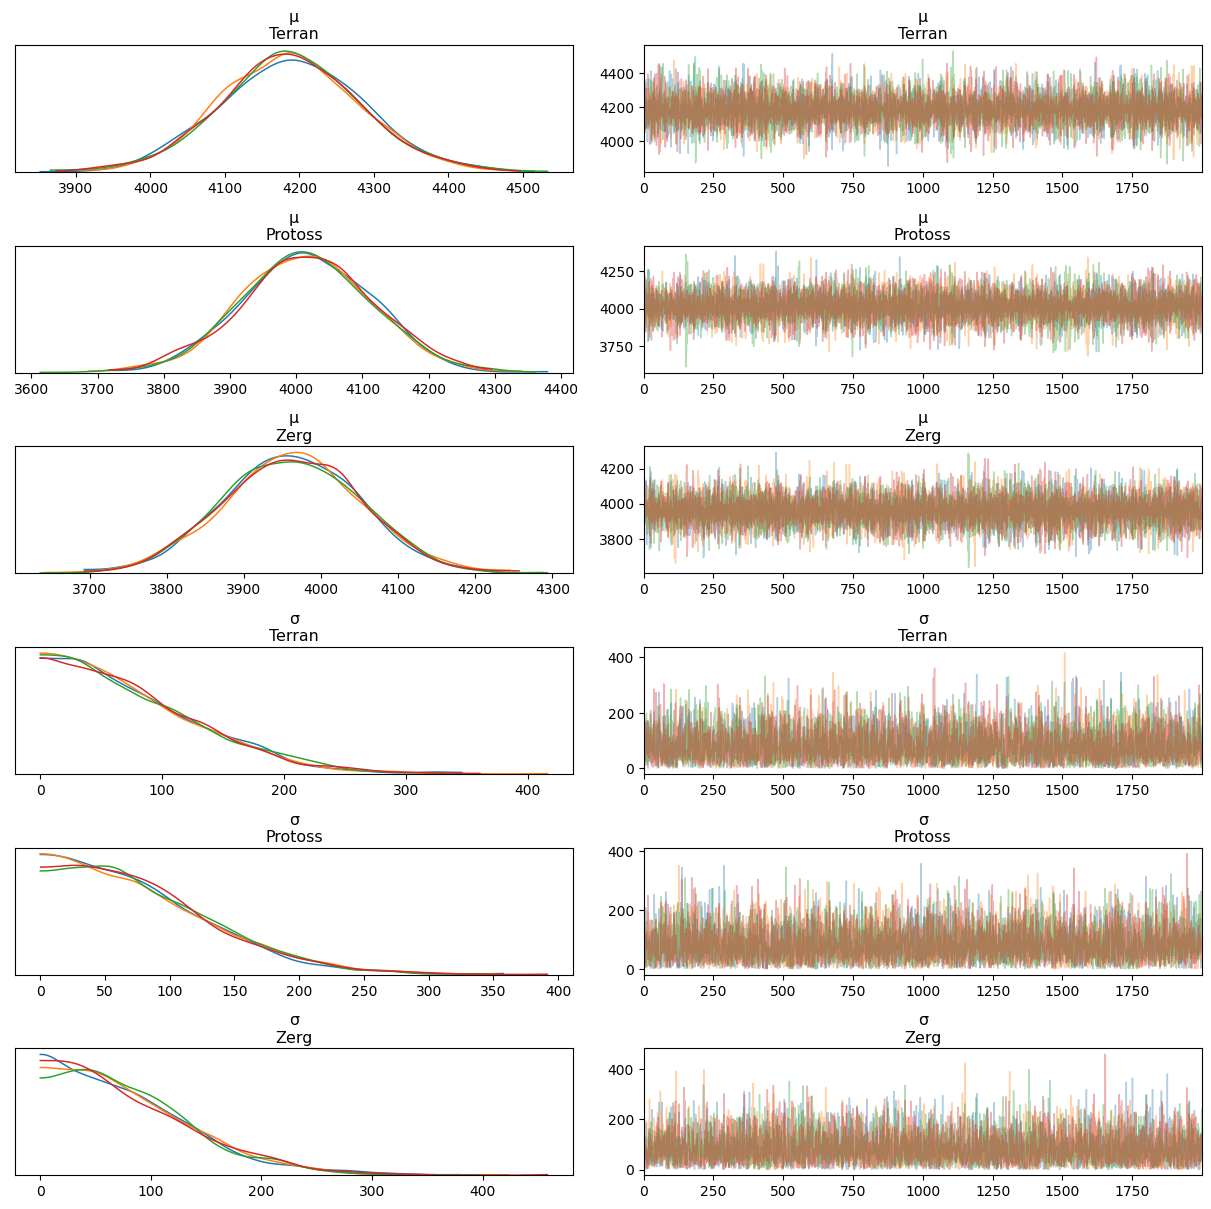 μ
Terran
3900 4000 4100 4200 4300 4400 4500
μ
Terran
4400
4200
4000
0 250 500 750 1000 1250 1500 1750
μ
Protoss
3600 3700 3800 3900 4000 4100 4200 4300 4400
μ
Protoss
4250
4000
3750
0 250 500 750 1000 1250 1500 1750
μ
Zerg
3700 3800 3900 4000 4100 4200 4300
μ
Zerg
4200
4000
3800
0 250 500 750 1000 1250 1500 1750
σ
Terran
0 100 200 300 400
σ
Terran
400
200
0
0 250 500 750 1000 1250 1500 1750
σ
Protoss
0 50 100 150 200 250 300 350 400
σ
Protoss
400
200
0
0 250 500 750 1000 1250 1500 1750
σ
Zerg
0 100 200 300 400
σ
Zerg
400
200
0
0 250 500 750 1000 1250 1500 1750